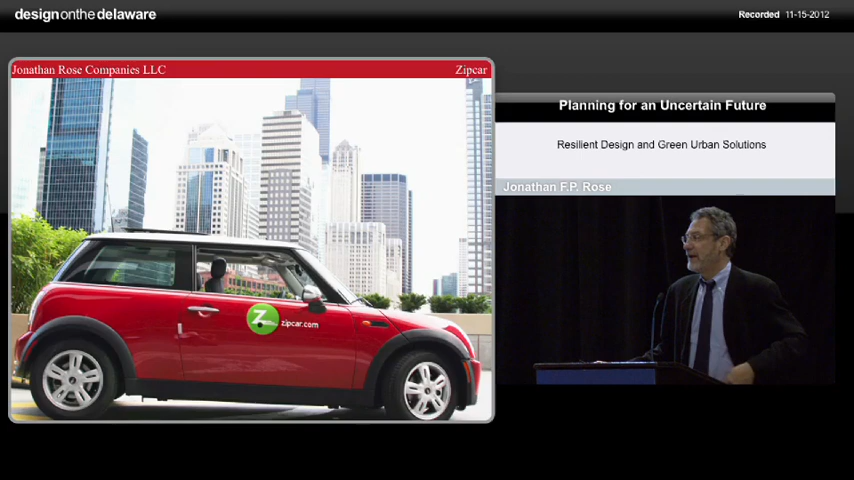 designonthedelaware
Recorded 11-15-2012
Jonathan Rose Companies LLC
Zipcar
Planning for an Uncertain Future
Resilient Design and Green Urban Solutions
Jonathan F.P. Rose
Z
zipcar.com